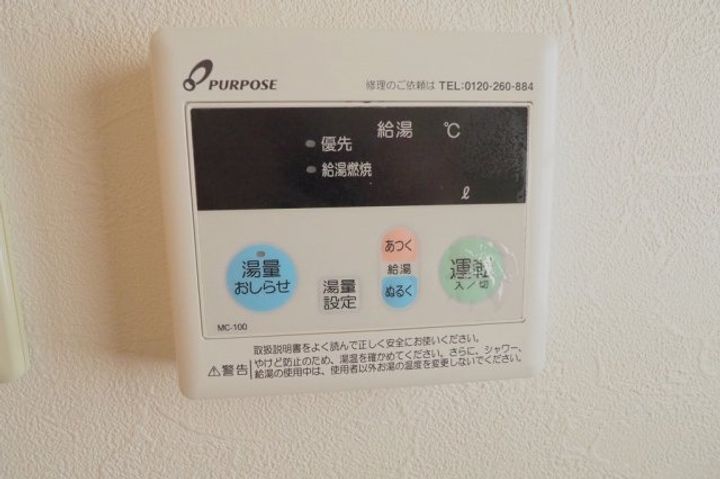 PURPOSE
修理のご依頼は TEL:0120-260-884
給湯 ℃
優先
給湯燃焼
ℓ
湯量
おしらせ
湯量
設定
あつく
給湯
ぬるく
運転
入/切
MC-100
取扱説明書をよく読んで正しく安全にお使いください。
⚠警告
やけど防止のため、湯温を確かめてください。さらに、シャワー、
給湯の使用中は、使用者以外お湯の温度を変更しないでください。